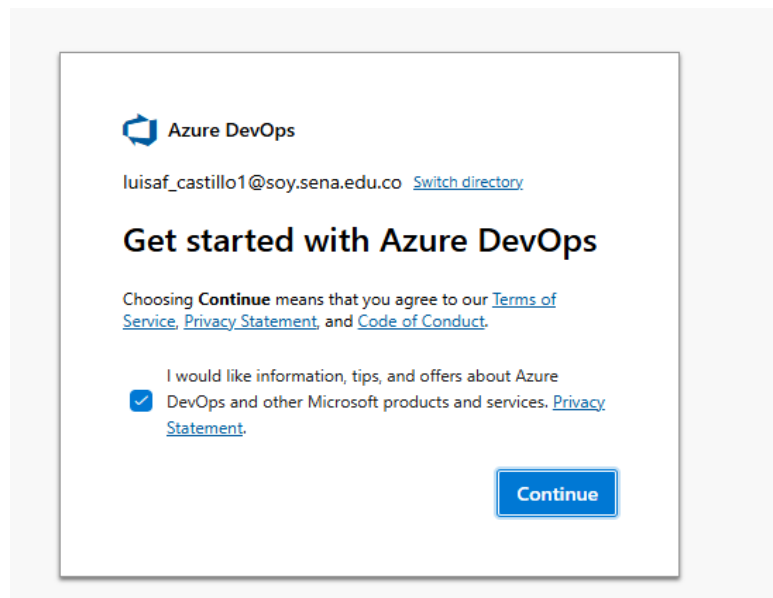 Azure DevOps
luisaf_castillo1@soy.sena.edu.co Switch directory
Get started with Azure DevOps
Choosing Continue means that you agree to our Terms of
Service, Privacy Statement, and Code of Conduct.
I would like information, tips, and offers about Azure
DevOps and other Microsoft products and services. Privacy
Statement.
Continue